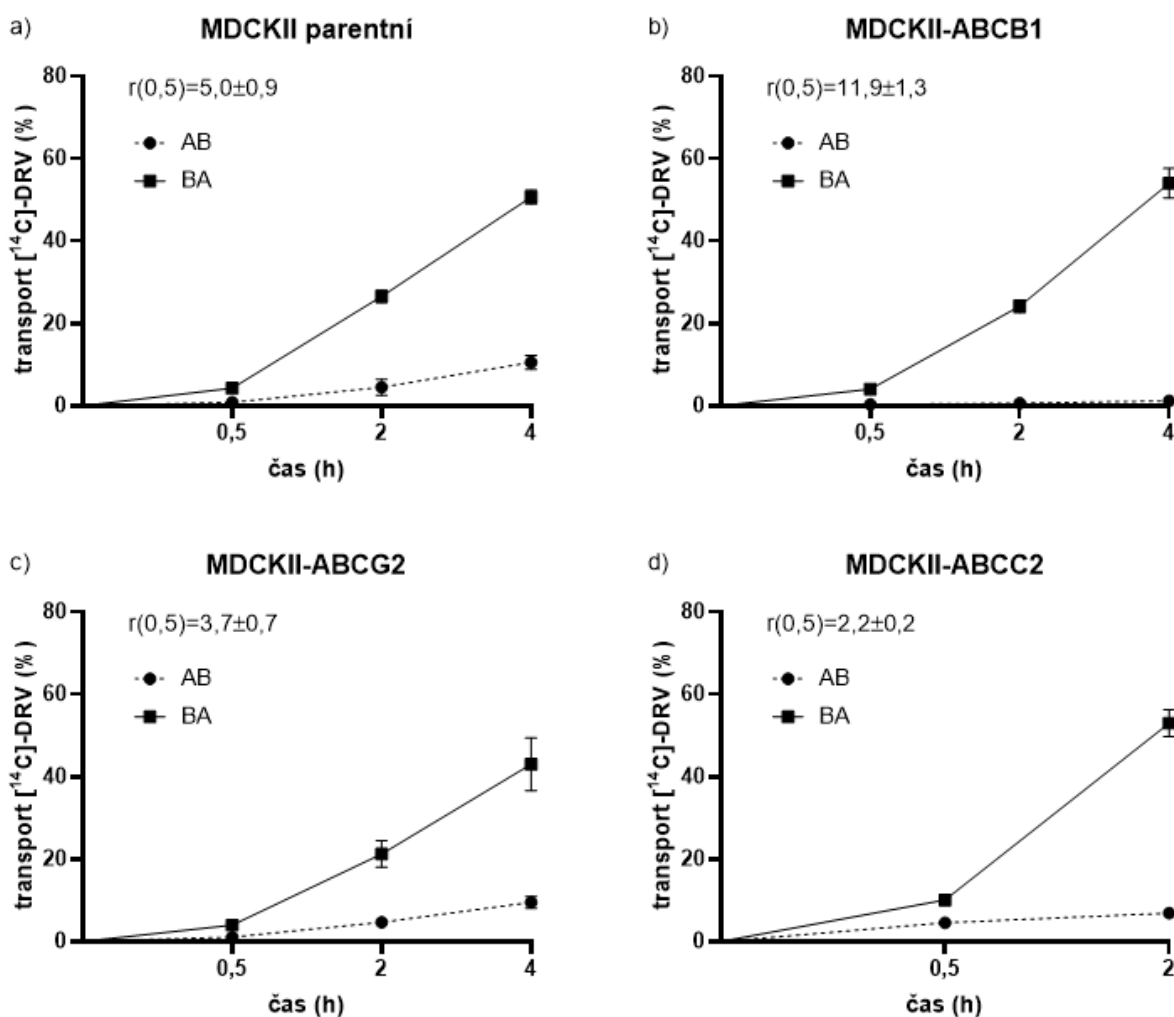 a)
MDCKII parentní
r(0,5)=5,0±0,9
AB
BA
transport [¹⁴C]-DRV (%)
80
60
40
20
0
0,5
2
4
čas (h)
b)
MDCKII-ABCB1
r(0,5)=11,9±1,3
AB
BA
transport [¹⁴C]-DRV (%)
80
60
40
20
0
0,5
2
4
čas (h)
c)
MDCKII-ABCG2
r(0,5)=3,7±0,7
AB
BA
transport [¹⁴C]-DRV (%)
80
60
40
20
0
0,5
2
4
čas (h)
d)
MDCKII-ABCC2
r(0,5)=2,2±0,2
AB
BA
transport [¹⁴C]-DRV (%)
80
60
40
20
0
0,5
2
čas (h)